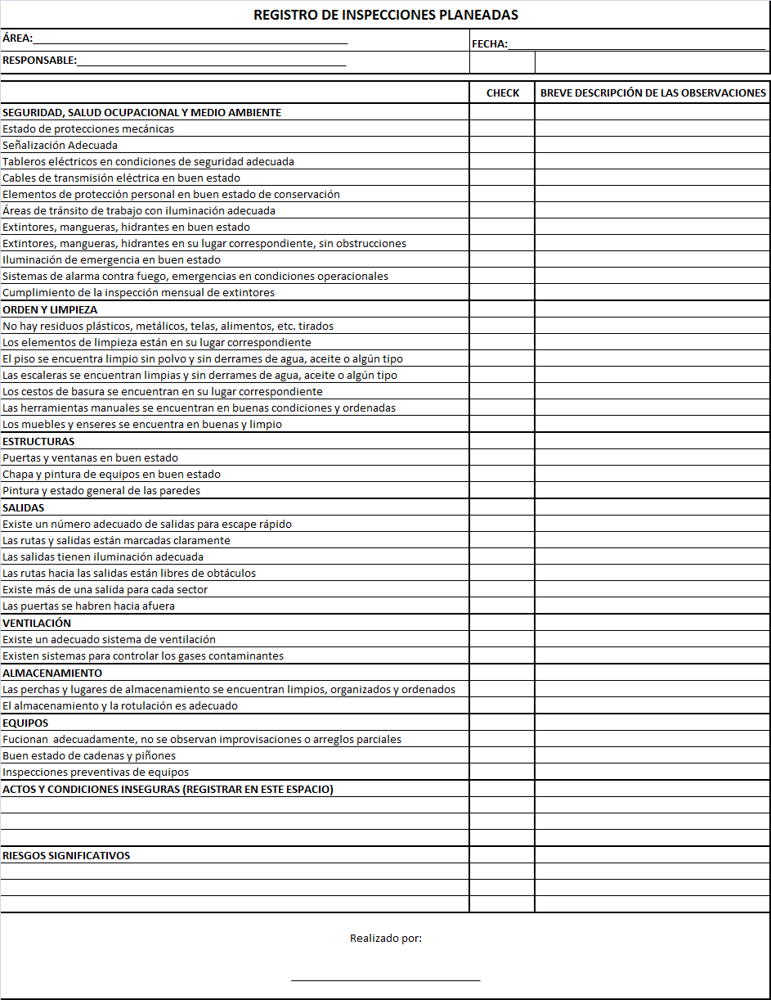 REGISTRO DE INSPECCIONES PLANEADAS
ÁREA:
FECHA:
RESPONSABLE:
CHECK
BREVE DESCRIPCIÓN DE LAS OBSERVACIONES
SEGURIDAD, SALUD OCUPACIONAL Y MEDIO AMBIENTE
Estado de protecciones mecánicas
Señalización Adecuada
Tableros eléctricos en condiciones de seguridad adecuada
Cables de transmisión eléctrica en buen estado
Elementos de protección personal en buen estado de conservación
Áreas de tránsito de trabajo con iluminación adecuada
Extintores, mangueras, hidrantes en buen estado
Extintores, mangueras, hidrantes en su lugar correspondiente, sin obstrucciones
Iluminación de emergencia en buen estado
Sistemas de alarma contra fuego, emergencias en condiciones operacionales
Cumplimiento de la inspección mensual de extintores
ORDEN Y LIMPIEZA
No hay residuos plásticos, metálicos, telas, alimentos, etc. tirados
Los elementos de limpieza están en su lugar correspondiente
El piso se encuentra limpio sin polvo y sin derrames de agua, aceite o algún tipo
Las escaleras se encuentran limpias y sin derrames de agua, aceite o algún tipo
Los cestos de basura se encuentran en su lugar correspondiente
Las herramientas manuales se encuentran en buenas condiciones y ordenadas
Los muebles y enseres se encuentra en buenas y limpio
ESTRUCTURAS
Puertas y ventanas en buen estado
Chapa y pintura de equipos en buen estado
Pintura y estado general de las paredes
SALIDAS
Existe un número adecuado de salidas para escape rápido
Las rutas y salidas están marcadas claramente
Las salidas tienen iluminación adecuada
Las rutas hacia las salidas están libres de obtáculos
Existe más de una salida para cada sector
Las puertas se habren hacia afuera
VENTILACIÓN
Existe un adecuado sistema de ventilación
Existen sistemas para controlar los gases contaminantes
ALMACENAMIENTO
Las perchas y lugares de almacenamiento se encuentran limpios, organizados y ordenados
El almacenamiento y la rotulación es adecuado
EQUIPOS
Fucionan  adecuadamente, no se observan improvisaciones o arreglos parciales
Buen estado de cadenas y piñones
Inspecciones preventivas de equipos
ACTOS Y CONDICIONES INSEGURAS (REGISTRAR EN ESTE ESPACIO)
RIESGOS SIGNIFICATIVOS
Realizado por: